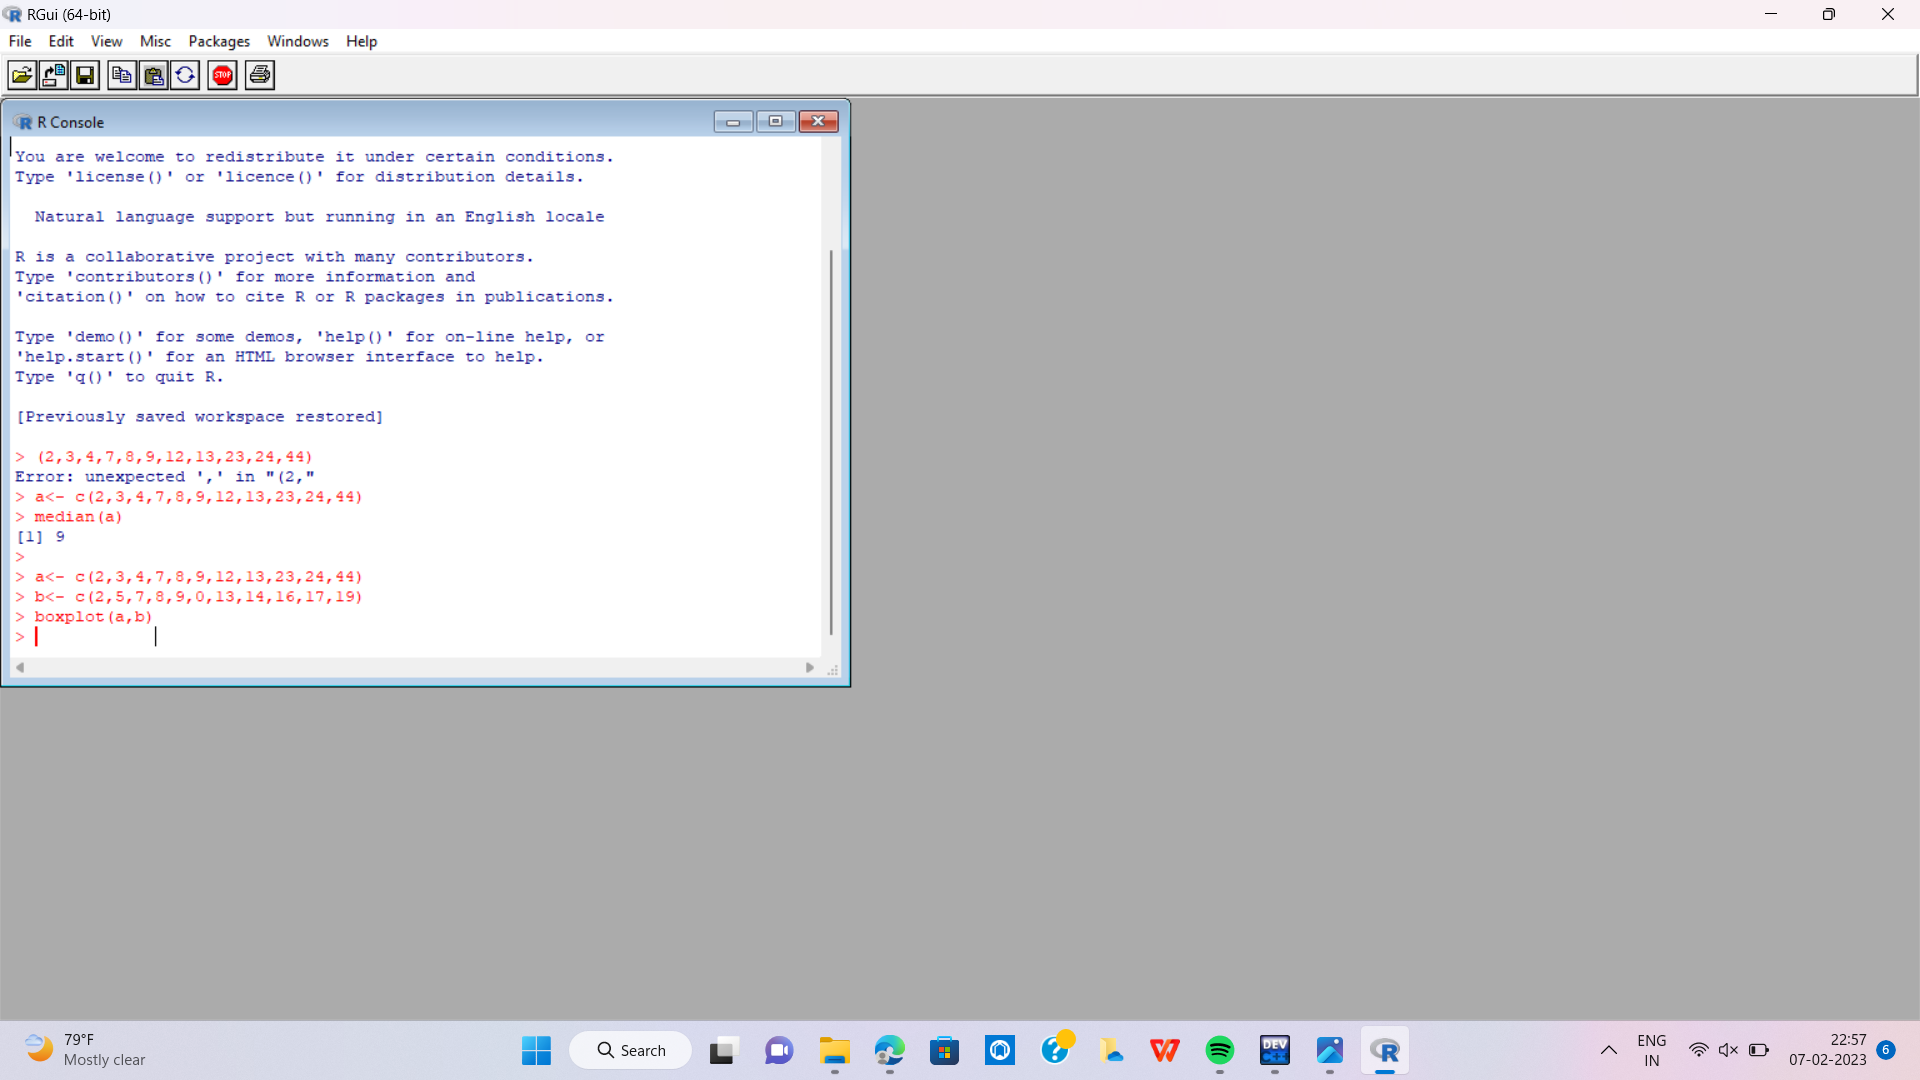 RGui (64-bit)
File Edit View Misc Packages Windows Help
STOP
R Console
You are welcome to redistribute it under certain conditions.
Type 'license()' or 'licence()' for distribution details.
Natural language support but running in an English locale
R is a collaborative project with many contributors.
Type 'contributors()' for more information and
'citation()' on how to cite R or R packages in publications.
Type 'demo()' for some demos, 'help()' for on-line help, or
'help.start()' for an HTML browser interface to help.
Type 'q()' to quit R.
[Previously saved workspace restored]
> (2,3,4,7,8,9,12,13,23,24,44)
Error: unexpected ',' in "(2,"
> a<- c(2,3,4,7,8,9,12,13,23,24,44)
> median(a)
[1] 9
>
> a<- c(2,3,4,7,8,9,12,13,23,24,44)
> b<- c(2,5,7,8,9,0,13,14,16,17,19)
> boxplot(a,b)
>
79°F
Mostly clear
Search
DEV
C++
ENG
IN
22:57
07-02-2023
6